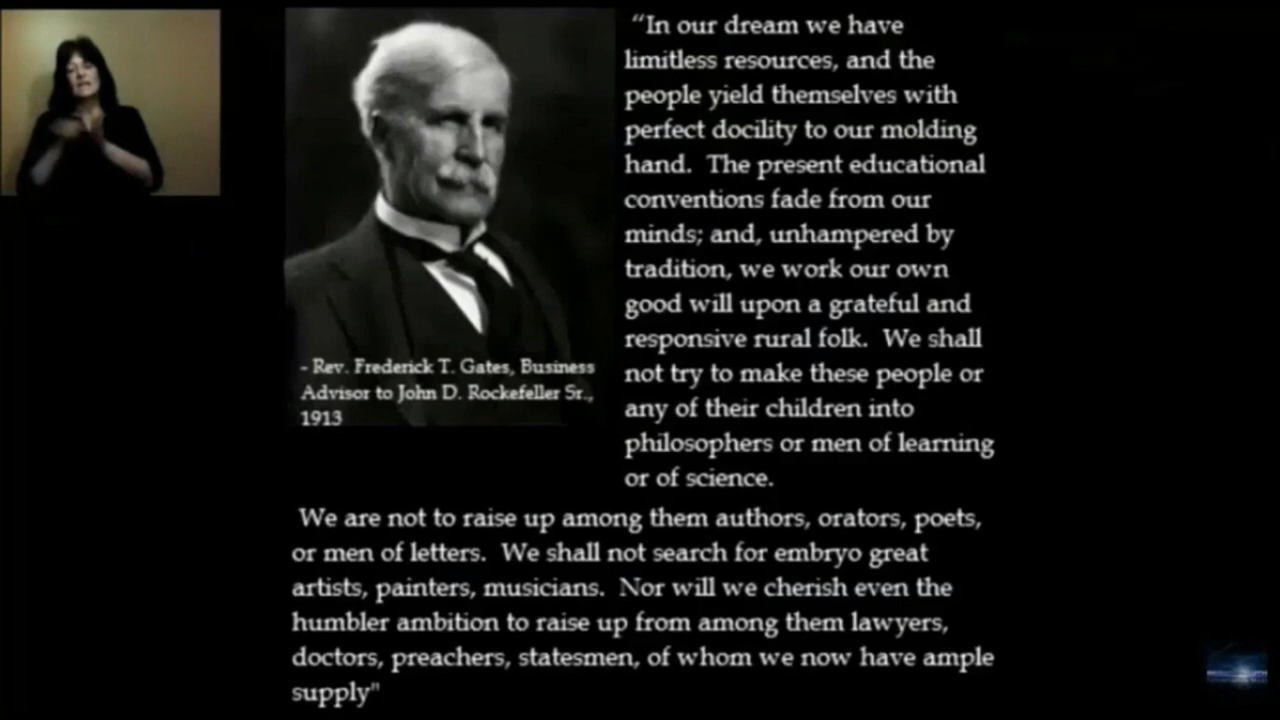 “In our dream we have
limitless resources, and the
people yield themselves with
perfect docility to our molding
hand.  The present educational
conventions fade from our
minds; and, unhampered by
tradition, we work our own
good will upon a grateful and
responsive rural folk.  We shall
not try to make these people or
any of their children into
philosophers or men of learning
or of science.
- Rev. Frederick T. Gates, Business
Advisor to John D. Rockefeller Sr.,
1913
We are not to raise up among them authors, orators, poets,
or men of letters.  We shall not search for embryo great
artists, painters, musicians.  Nor will we cherish even the
humbler ambition to raise up from among them lawyers,
doctors, preachers, statesmen, of whom we now have ample
supply"